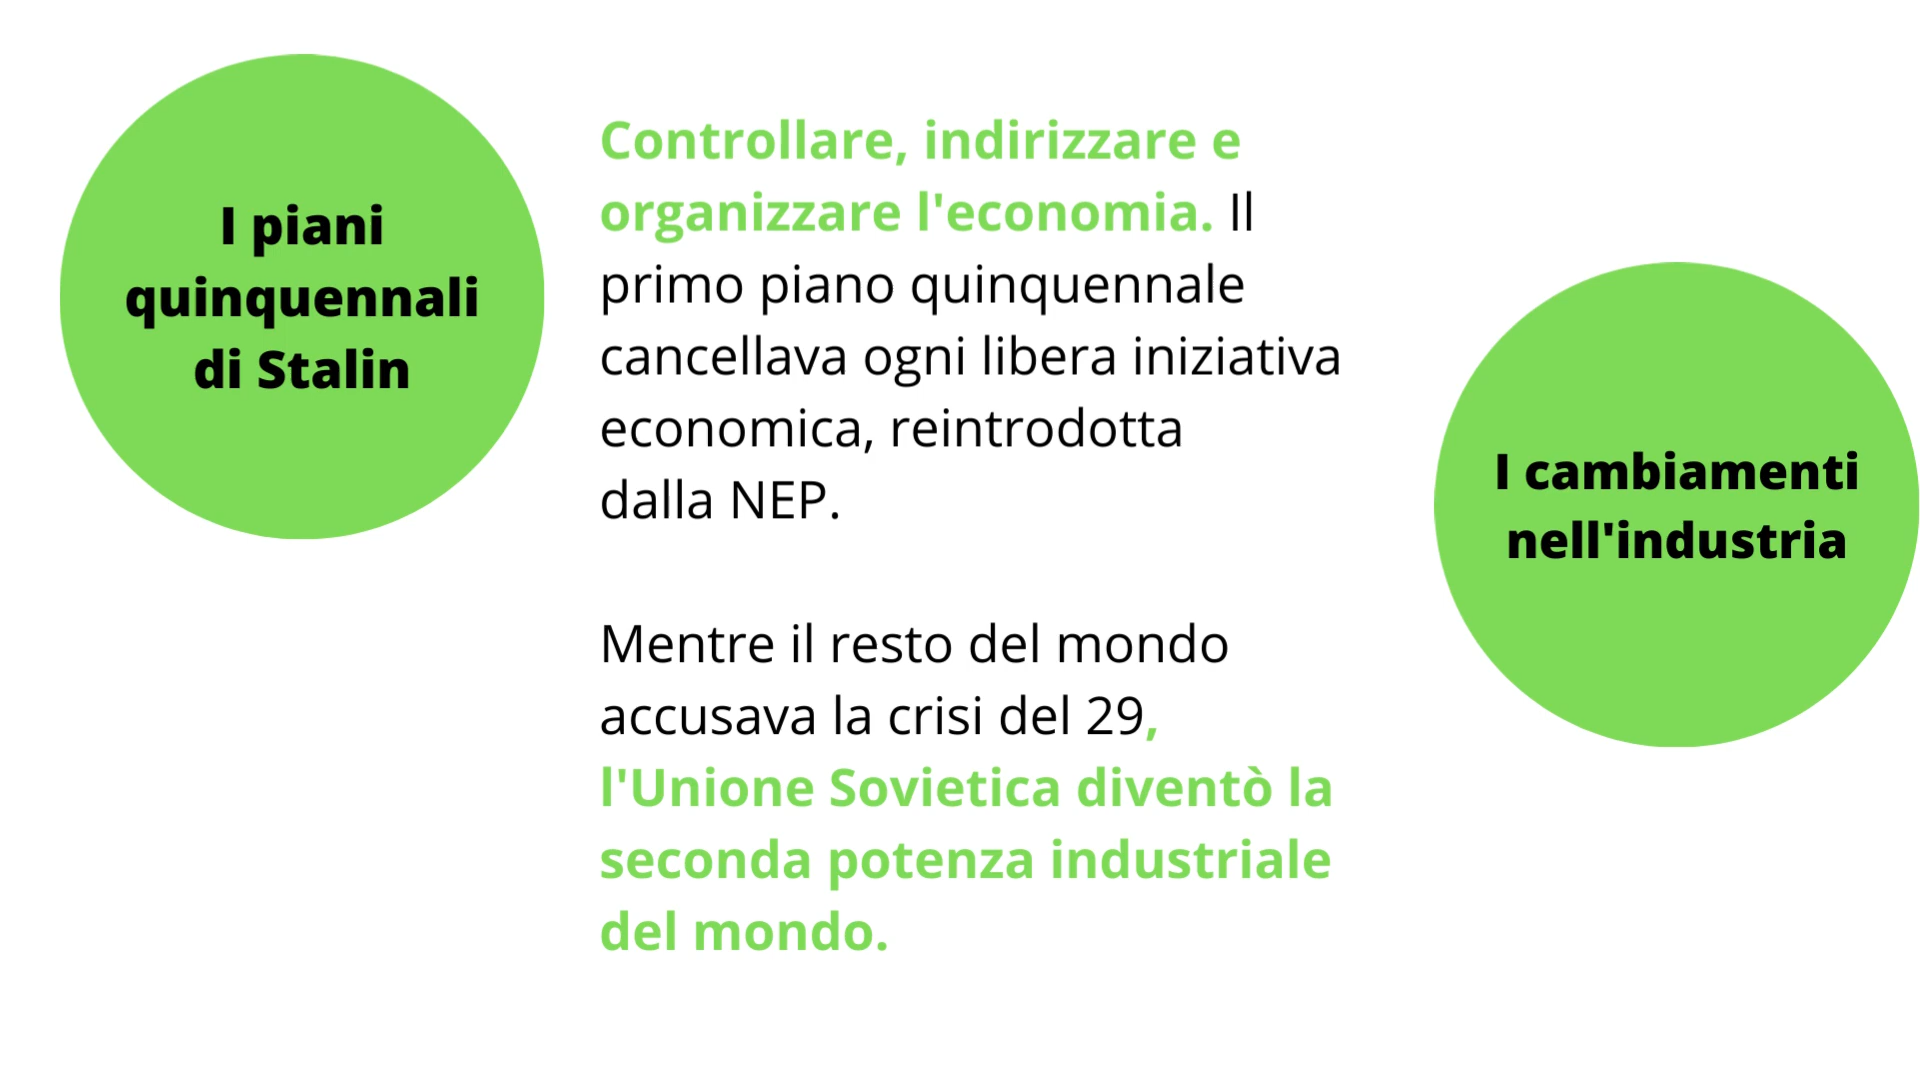 I piani
quinquennali
di Stalin
Controllare, indirizzare e
organizzare l'economia. Il
primo piano quinquennale
cancellava ogni libera iniziativa
economica, reintrodotta
dalla NEP.
Mentre il resto del mondo
accusava la crisi del 29,
l'Unione Sovietica diventò la
seconda potenza industriale
del mondo.
I cambiamenti
nell'industria